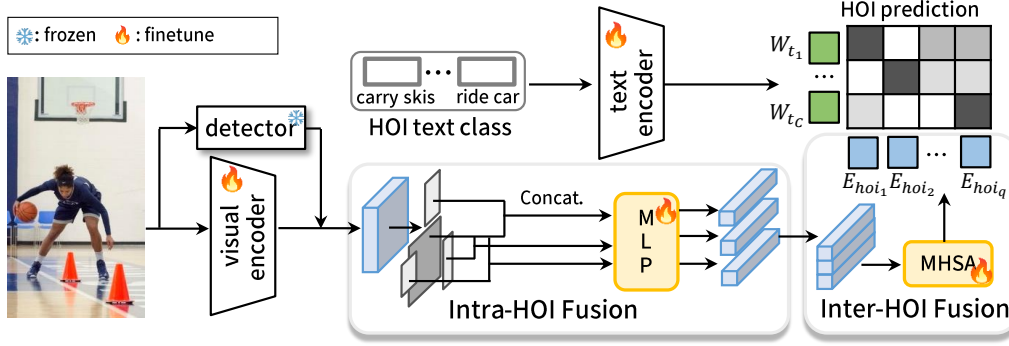 : frozen : finetune
HOI prediction
carry skis ... ride car
HOI text class
text encoder
W_{t_1}
...
W_{t_C}
detector
visual encoder
Concat.
M
L
P
Intra-HOI Fusion
E_{hoi_1} E_{hoi_2} ... E_{hoi_q}
MHSA
Inter-HOI Fusion